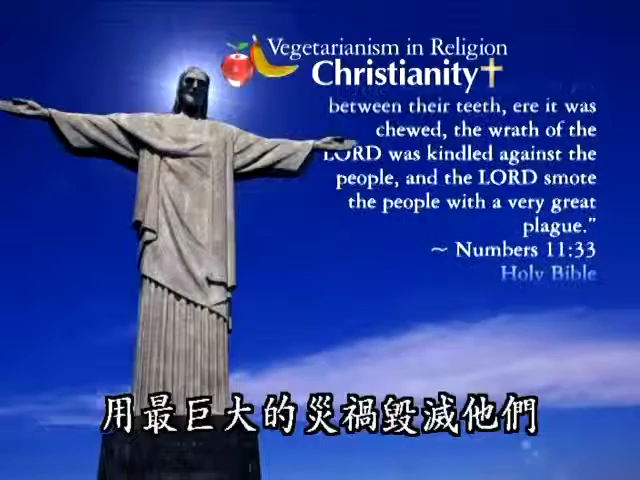 Vegetarianism in Religion
Christianity
between their teeth, ere it was
chewed, the wrath of the
LORD was kindled against the
people, and the LORD smote
the people with a very great
plague."
~ Numbers 11:33
Holy Bible
用最巨大的災禍毀滅他們